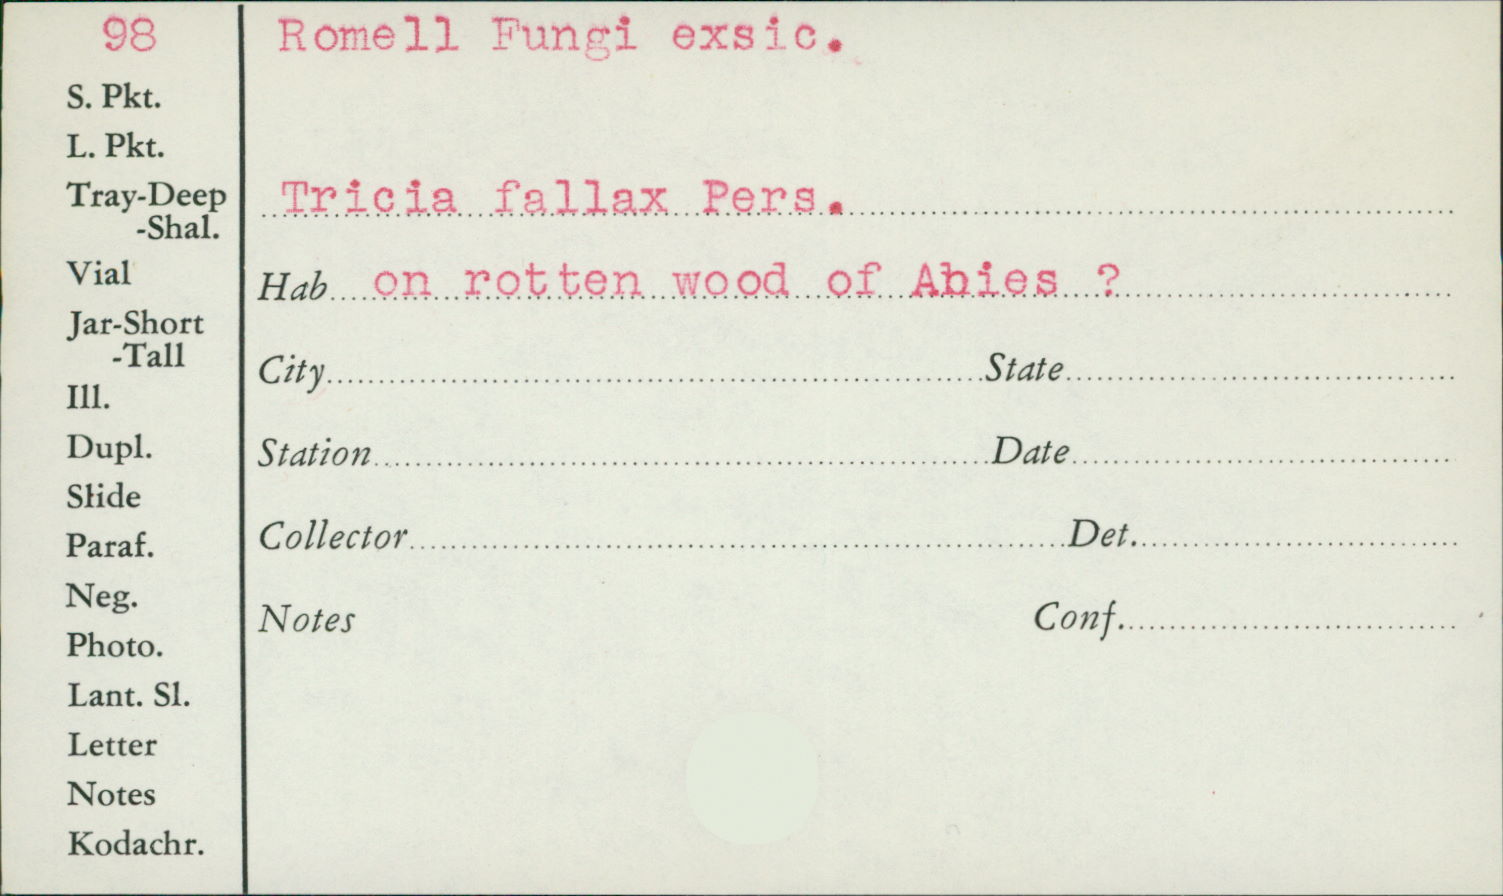 98
Romell Fungi exsic.
S. Pkt.
L. Pkt.
Tray-Deep
-Shal.
Tricia fallax Pers.
Vial
Hab on rotten wood of Abies ?
Jar-Short
-Tall
City State
Ill.
Dupl.
Station Date
Slide
Paraf.
Collector Det.
Neg.
Notes Conf.
Photo.
Lant. Sl.
Letter
Notes
Kodachr.